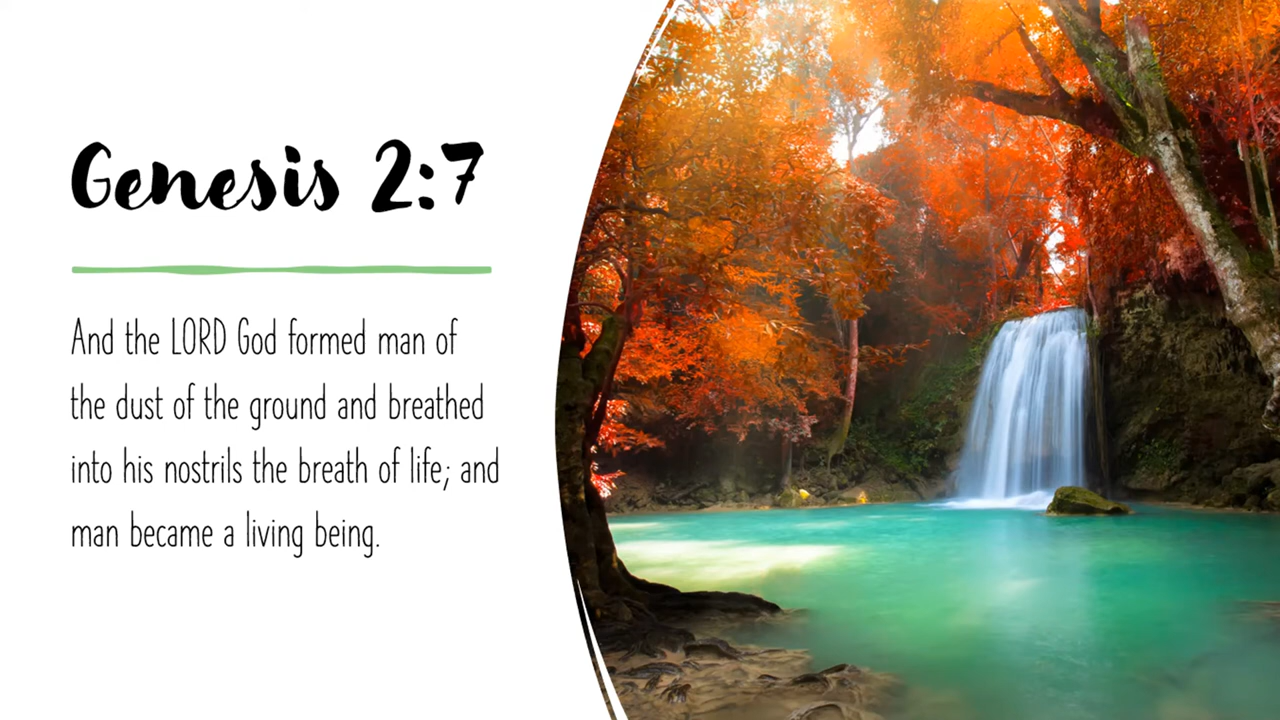 Genesis 2:7
And the LORD God formed man of
the dust of the ground and breathed
into his nostrils the breath of life; and
man became a living being.